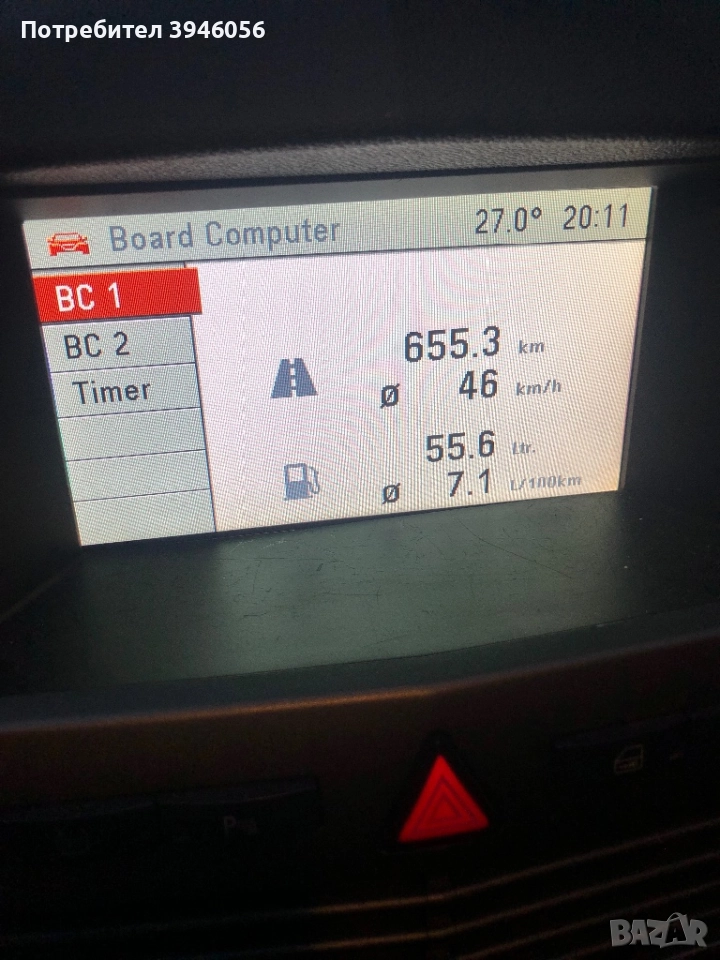 Потребител 3946056
Board Computer 27.0° 20:11
BC 1
BC 2
Timer
655.3 km
Ø 46 km/h
55.6 Ltr.
Ø 7.1 L/100km
P
BAZAR